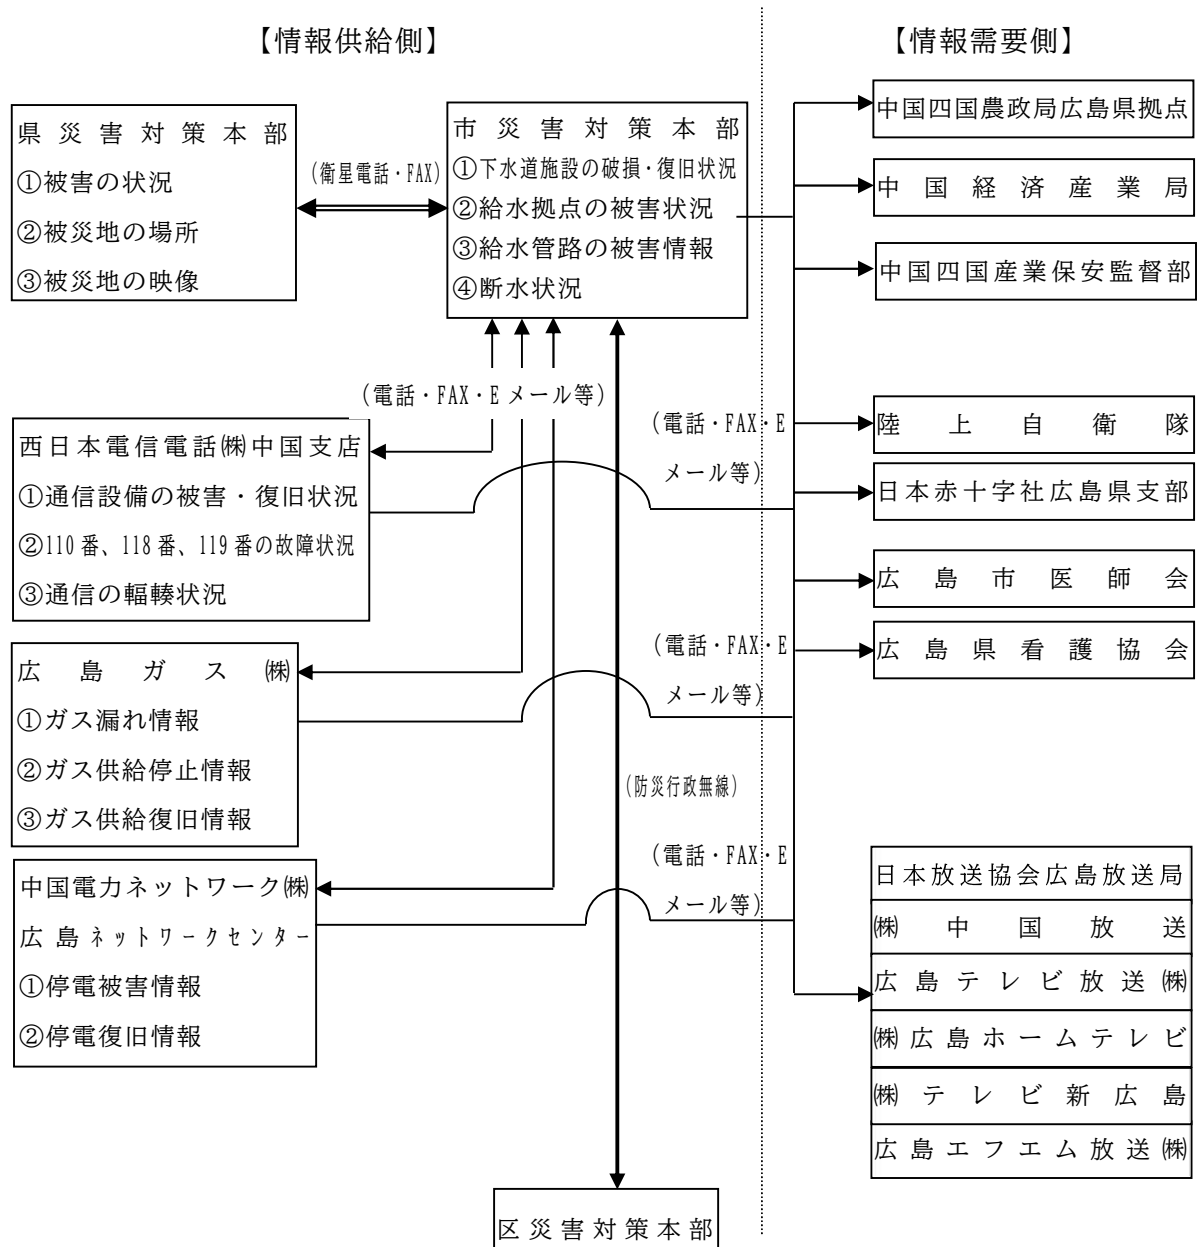 【情報供給側】
【情報需要側】
県災害対策本部
①被害の状況
②被災地の場所
③被災地の映像
(衛星電話・FAX)
市災害対策本部
①下水道施設の破損・復旧状況
②給水拠点の被害状況
③給水管路の被害情報
④断水状況
(電話・FAX・Eメール等)
西日本電信電話㈱中国支店
①通信設備の被害・復旧状況
②110番、118番、119番の故障状況
③通信の輻輳状況
(電話・FAX・E
メール等)
広島ガス㈱
①ガス漏れ情報
②ガス供給停止情報
③ガス供給復旧情報
(電話・FAX・E
メール等)
(防災行政無線)
中国電力ネットワーク㈱
広島ネットワークセンター
①停電被害情報
②停電復旧情報
(電話・FAX・E
メール等)
区災害対策本部
中国四国農政局広島県拠点
中国経済産業局
中国四国産業保安監督部
陸上自衛隊
日本赤十字社広島県支部
広島市医師会
広島県看護協会
日本放送協会広島放送局
㈱中国放送
広島テレビ放送㈱
㈱広島ホームテレビ
㈱テレビ新広島
広島エフエム放送㈱